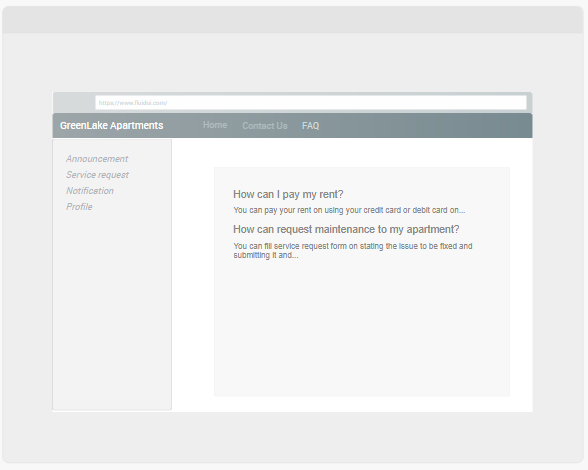 https://www.fluidui.com/
GreenLake Apartments Home Contact Us FAQ
Announcement
Service request
Notification
Profile
How can I pay my rent?
You can pay your rent on using your credit card or debit card on...
How can request maintenance to my apartment?
You can fill service request form on stating the issue to be fixed and
submitting it and...